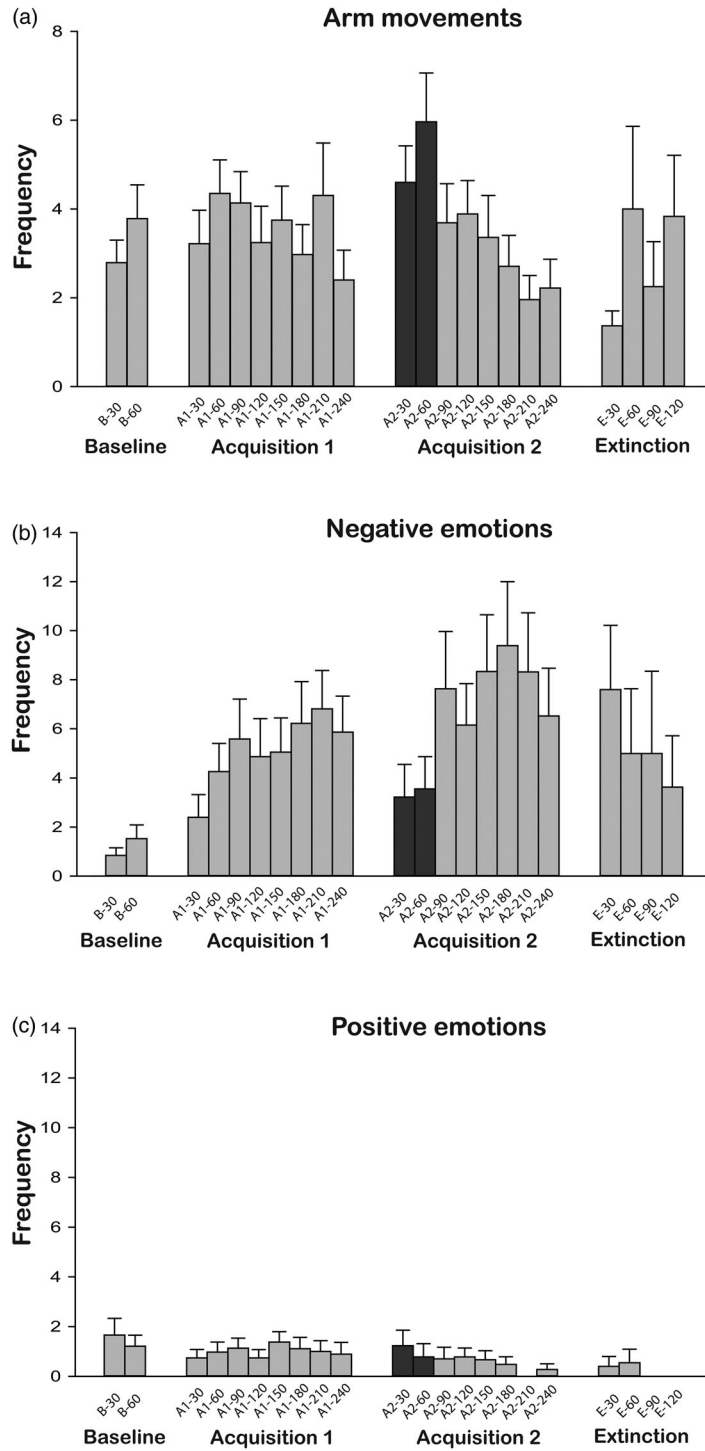 (a)
Arm movements
Frequency
8
6
4
2
0
B-30 B-60 A1-30 A1-60 A1-90 A1-120 A1-150 A1-180 A1-210 A1-240 A2-30 A2-60 A2-90 A2-120 A2-150 A2-180 A2-210 A2-240 E-30 E-60 E-90 E-120
Baseline Acquisition 1 Acquisition 2 Extinction
(b)
Negative emotions
Frequency
14
12
10
8
6
4
2
0
B-30 B-60 A1-30 A1-60 A1-90 A1-120 A1-150 A1-180 A1-210 A1-240 A2-30 A2-60 A2-90 A2-120 A2-150 A2-180 A2-210 A2-240 E-30 E-60 E-90 E-120
Baseline Acquisition 1 Acquisition 2 Extinction
(c)
Positive emotions
Frequency
14
12
10
8
6
4
2
0
B-30 B-60 A1-30 A1-60 A1-90 A1-120 A1-150 A1-180 A1-210 A1-240 A2-30 A2-60 A2-90 A2-120 A2-150 A2-180 A2-210 A2-240 E-30 E-60 E-90 E-120
Baseline Acquisition 1 Acquisition 2 Extinction